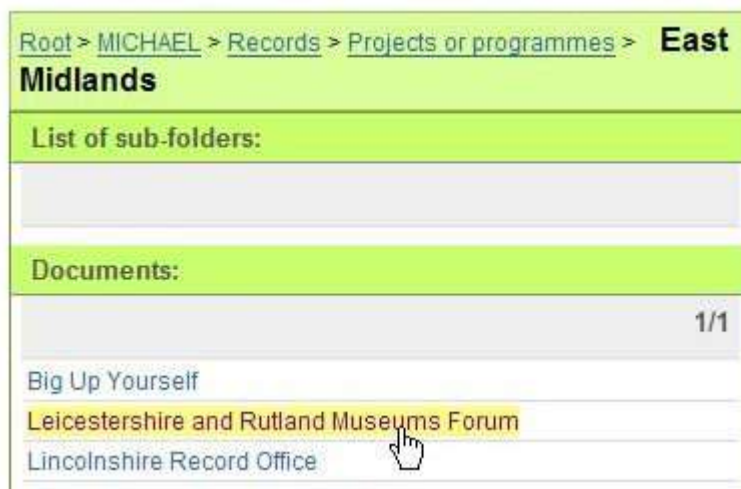 Root > MICHAEL > Records > Projects or programmes > East
Midlands
List of sub-folders:
Documents:
1/1
Big Up Yourself
Leicestershire and Rutland Museums Forum
Lincolnshire Record Office